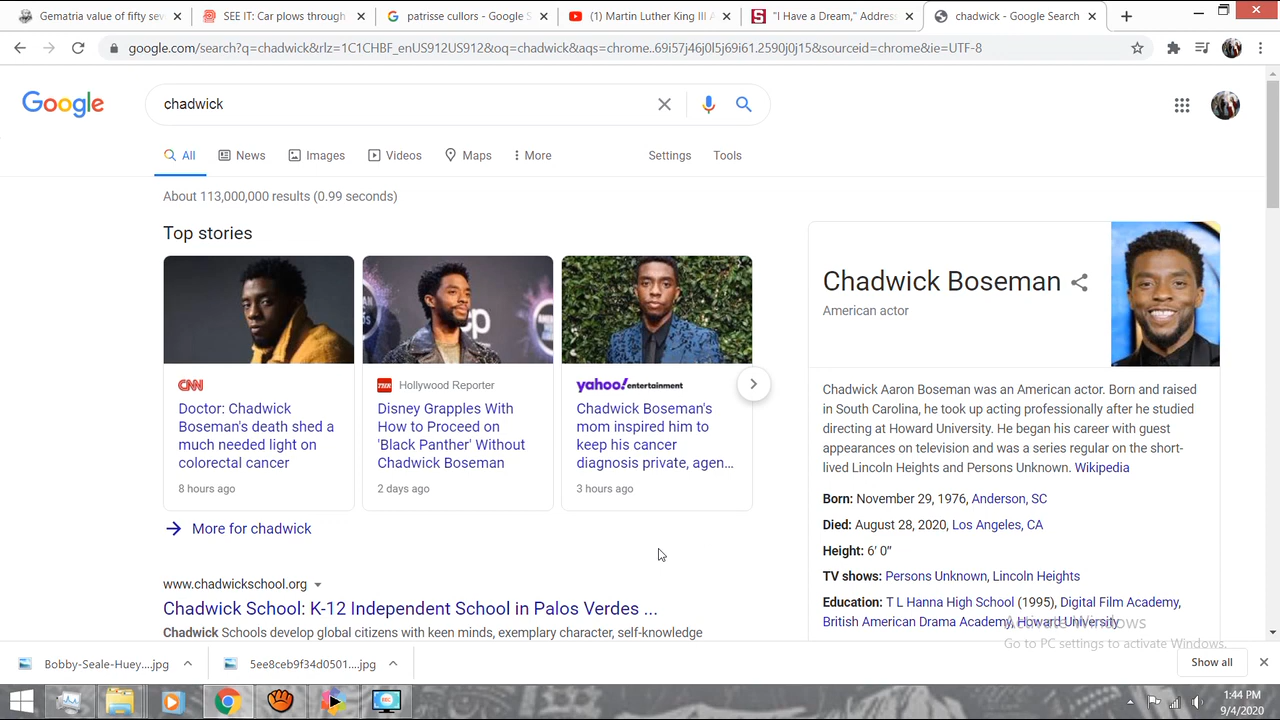 Gematria value of fifty sev
SEE IT: Car plows through
patrisse cullors - Google
(1) Martin Luther King III A
"I Have a Dream," Address
chadwick - Google Search
google.com/search?q=chadwick&rlz=1C1CHBF_enUS912US912&oq=chadwick&aqs=chrome..69i57j46j0l5j69i61.2590j0j15&sourceid=chrome&ie=UTF-8
Google
chadwick
All
News
Images
Videos
Maps
More
Settings
Tools
About 113,000,000 results (0.99 seconds)
Top stories
CNN
Doctor: Chadwick
Boseman's death shed a
much needed light on
colorectal cancer
8 hours ago
THR
Hollywood Reporter
Disney Grapples With
How to Proceed on
'Black Panther' Without
Chadwick Boseman
2 days ago
yahoo!entertainment
Chadwick Boseman's
mom inspired him to
keep his cancer
diagnosis private, agen...
3 hours ago
More for chadwick
www.chadwickschool.org
Chadwick School: K-12 Independent School in Palos Verdes ...
Chadwick Schools develop global citizens with keen minds, exemplary character, self-knowledge
Chadwick Boseman
American actor
Chadwick Aaron Boseman was an American actor. Born and raised
in South Carolina, he took up acting professionally after he studied
directing at Howard University. He began his career with guest
appearances on television and was a series regular on the short-
lived Lincoln Heights and Persons Unknown. Wikipedia
Born: November 29, 1976, Anderson, SC
Died: August 28, 2020, Los Angeles, CA
Height: 6′ 0″
TV shows: Persons Unknown, Lincoln Heights
Education: T L Hanna High School (1995), Digital Film Academy,
British American Drama Academy, Howard University
Activate Windows
Go to PC settings to activate Windows.
Bobby-Seale-Huey....jpg
5ee8ceb9f34d0501....jpg
Show all
REC
1:44 PM
9/4/2020